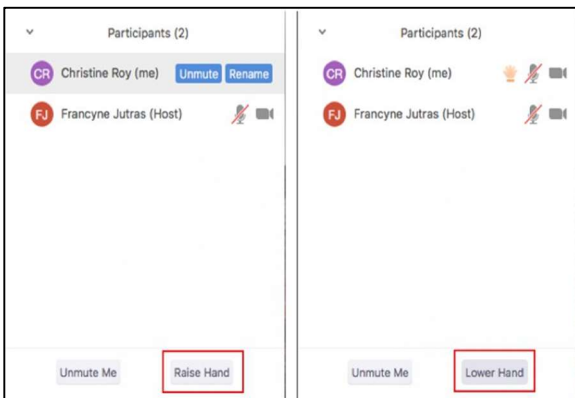 Participants (2)
CR Christine Roy (me) Unmute Rename
FJ Francyne Jutras (Host)
Unmute Me Raise Hand
Participants (2)
CR Christine Roy (me)
FJ Francyne Jutras (Host)
Unmute Me Lower Hand